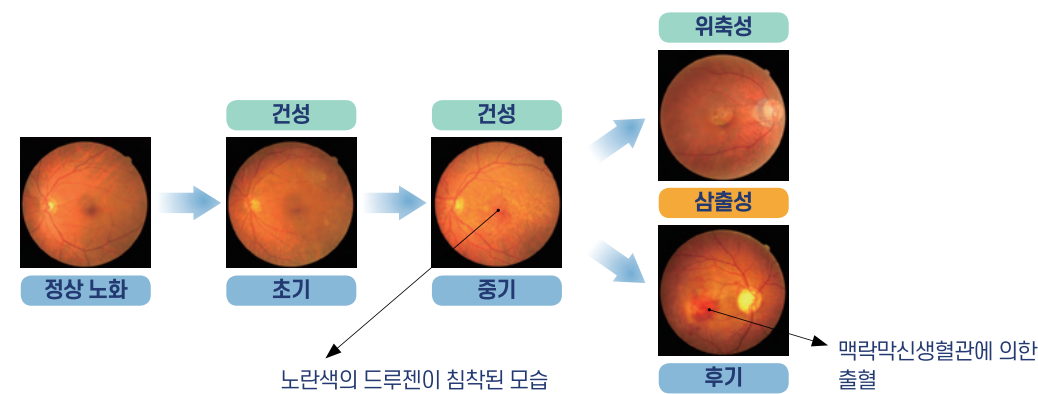 위축성
건성
건성
삼출성
정상 노화
초기
중기
후기
노란색의 드루젠이 침착된 모습
맥락막신생혈관에 의한
출혈